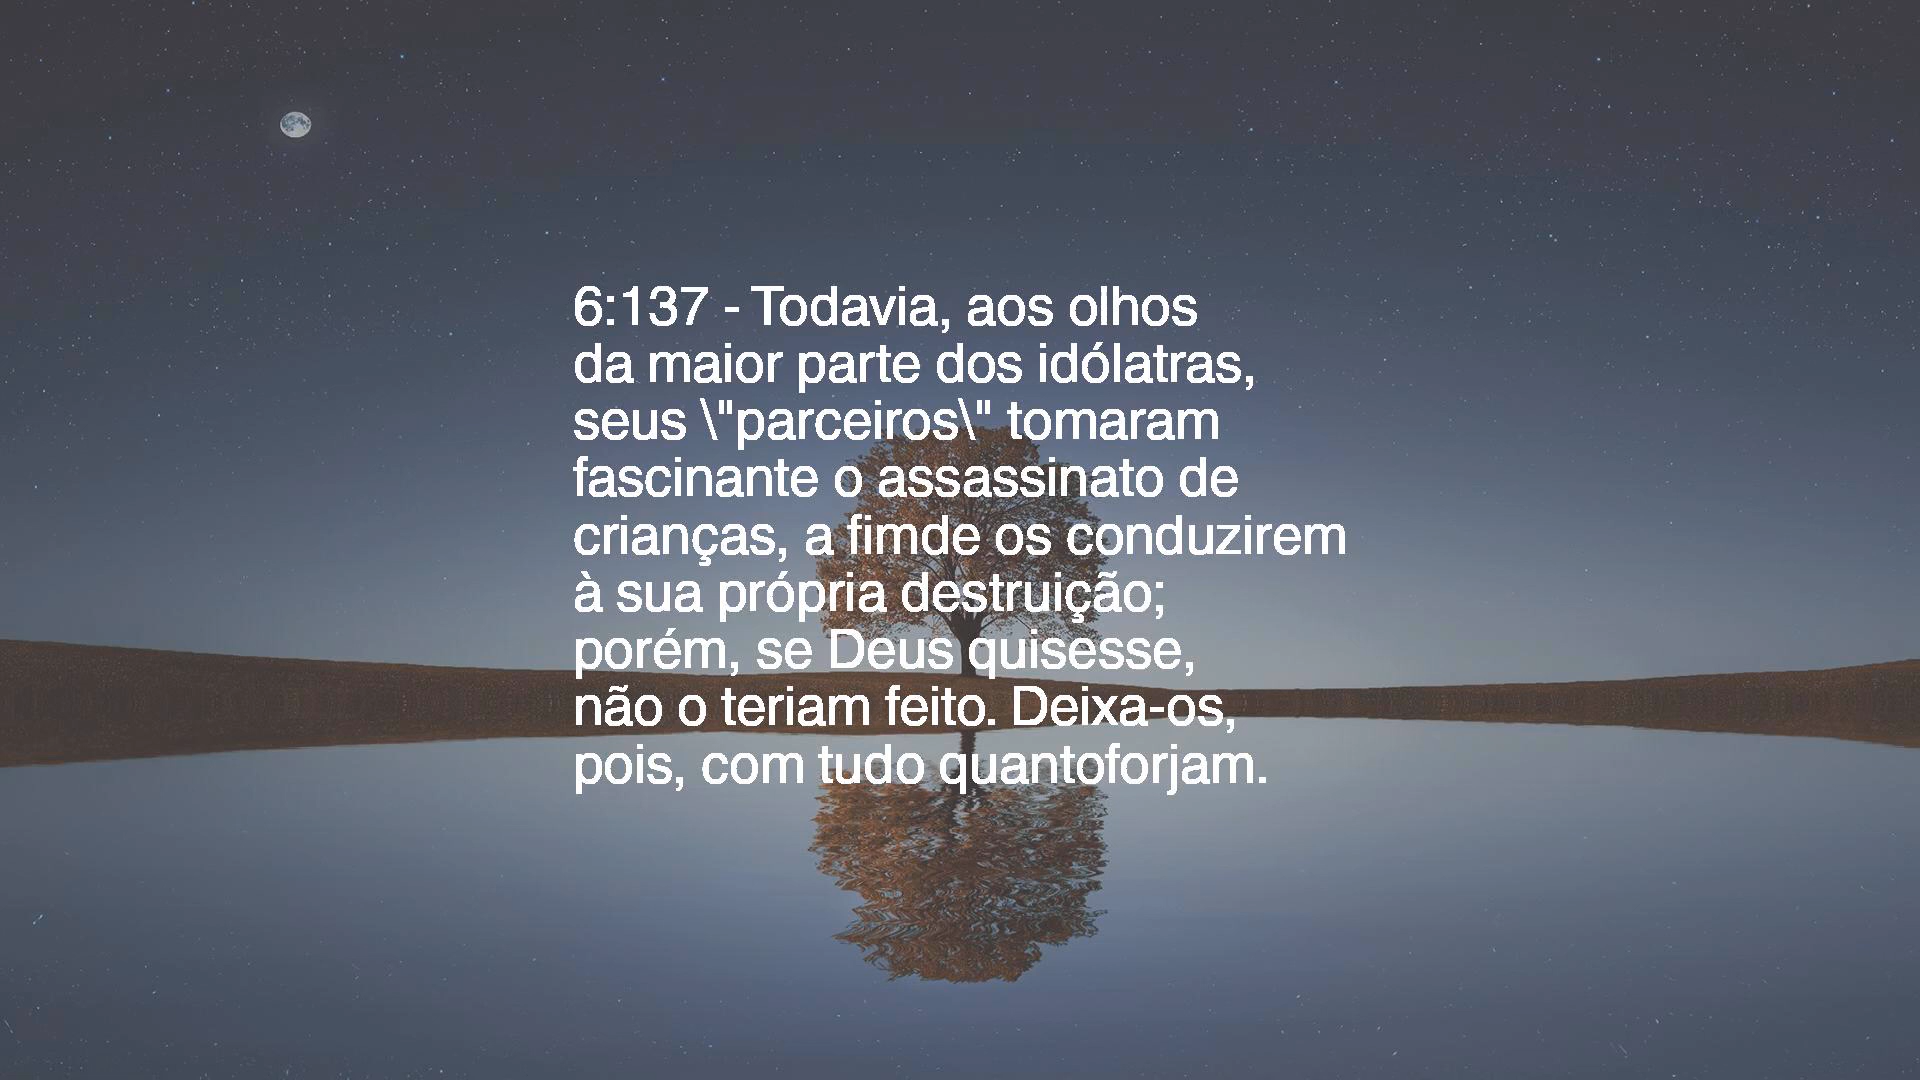 6:137 - Todavia, aos olhos
da maior parte dos idólatras,
seus \"parceiros\" tomaram
fascinante o assassinato de
crianças, a fimde os conduzirem
à sua própria destruição;
porém, se Deus quisesse,
não o teriam feito. Deixa-os,
pois, com tudo quantoforjam.